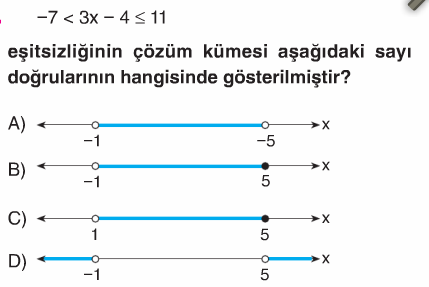 −7 < 3x − 4 ≤ 11
eşitsizliğinin çözüm kümesi aşağıdaki sayı
doğrularının hangisinde gösterilmiştir?
A) x
−1 −5
B) x
−1 5
C) x
1 5
D) x
−1 5